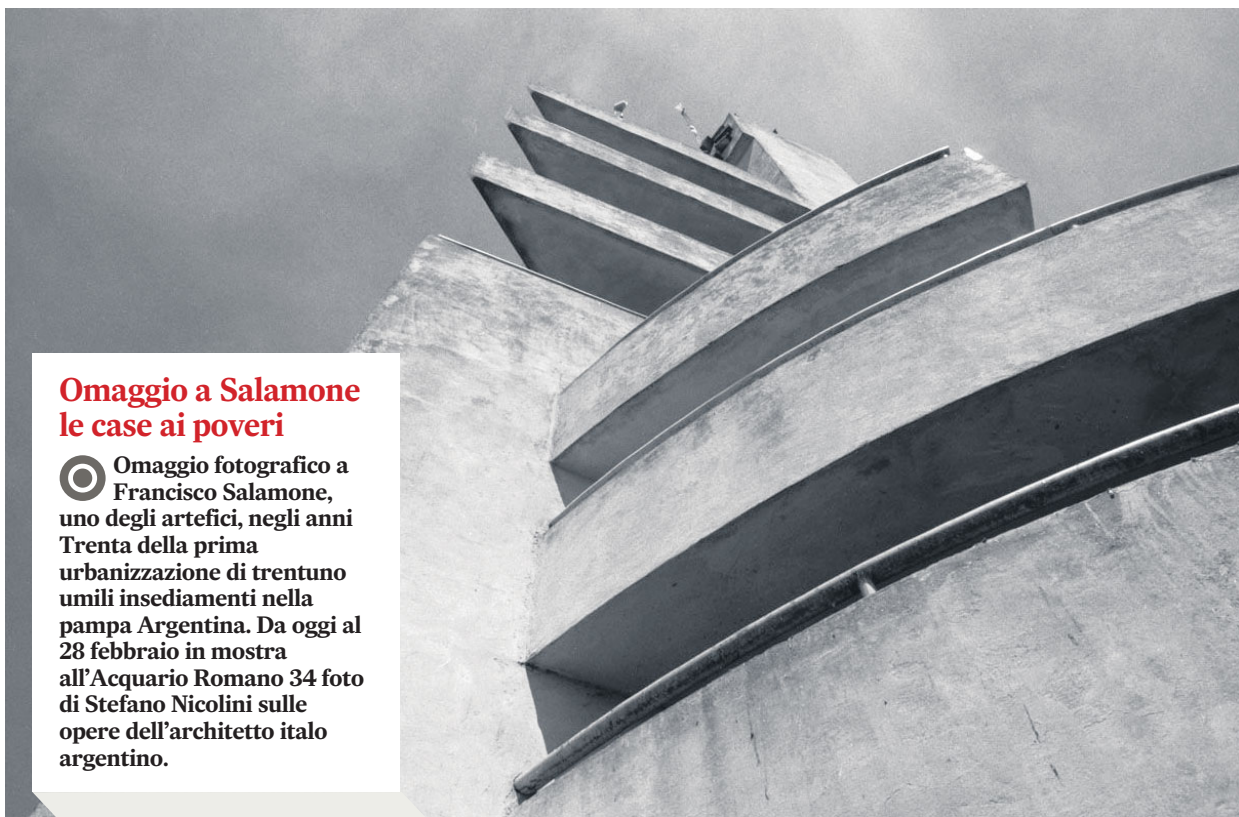 Omaggio a Salamone
le case ai poveri
Omaggio fotografico a
Francisco Salamone,
uno degli artefici, negli anni
Trenta della prima
urbanizzazione di trentuno
umili insediamenti nella
pampa Argentina. Da oggi al
28 febbraio in mostra
all’Acquario Romano 34 foto
di Stefano Nicolini sulle
opere dell’architetto italo
argentino.